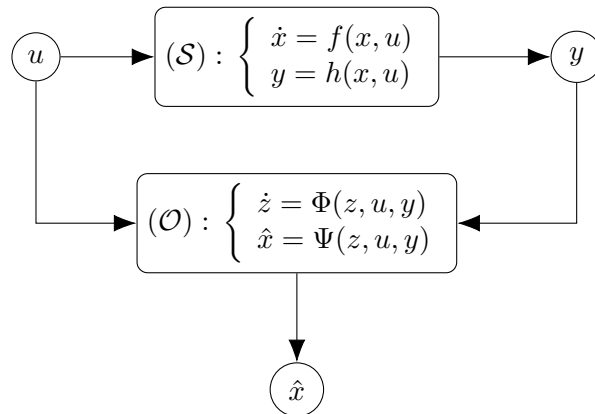 u
(𝒮) : { ẋ = f(x, u)
y = h(x, u)
y
(𝒪) : { ż = Φ(z, u, y)
x̂ = Ψ(z, u, y)
x̂